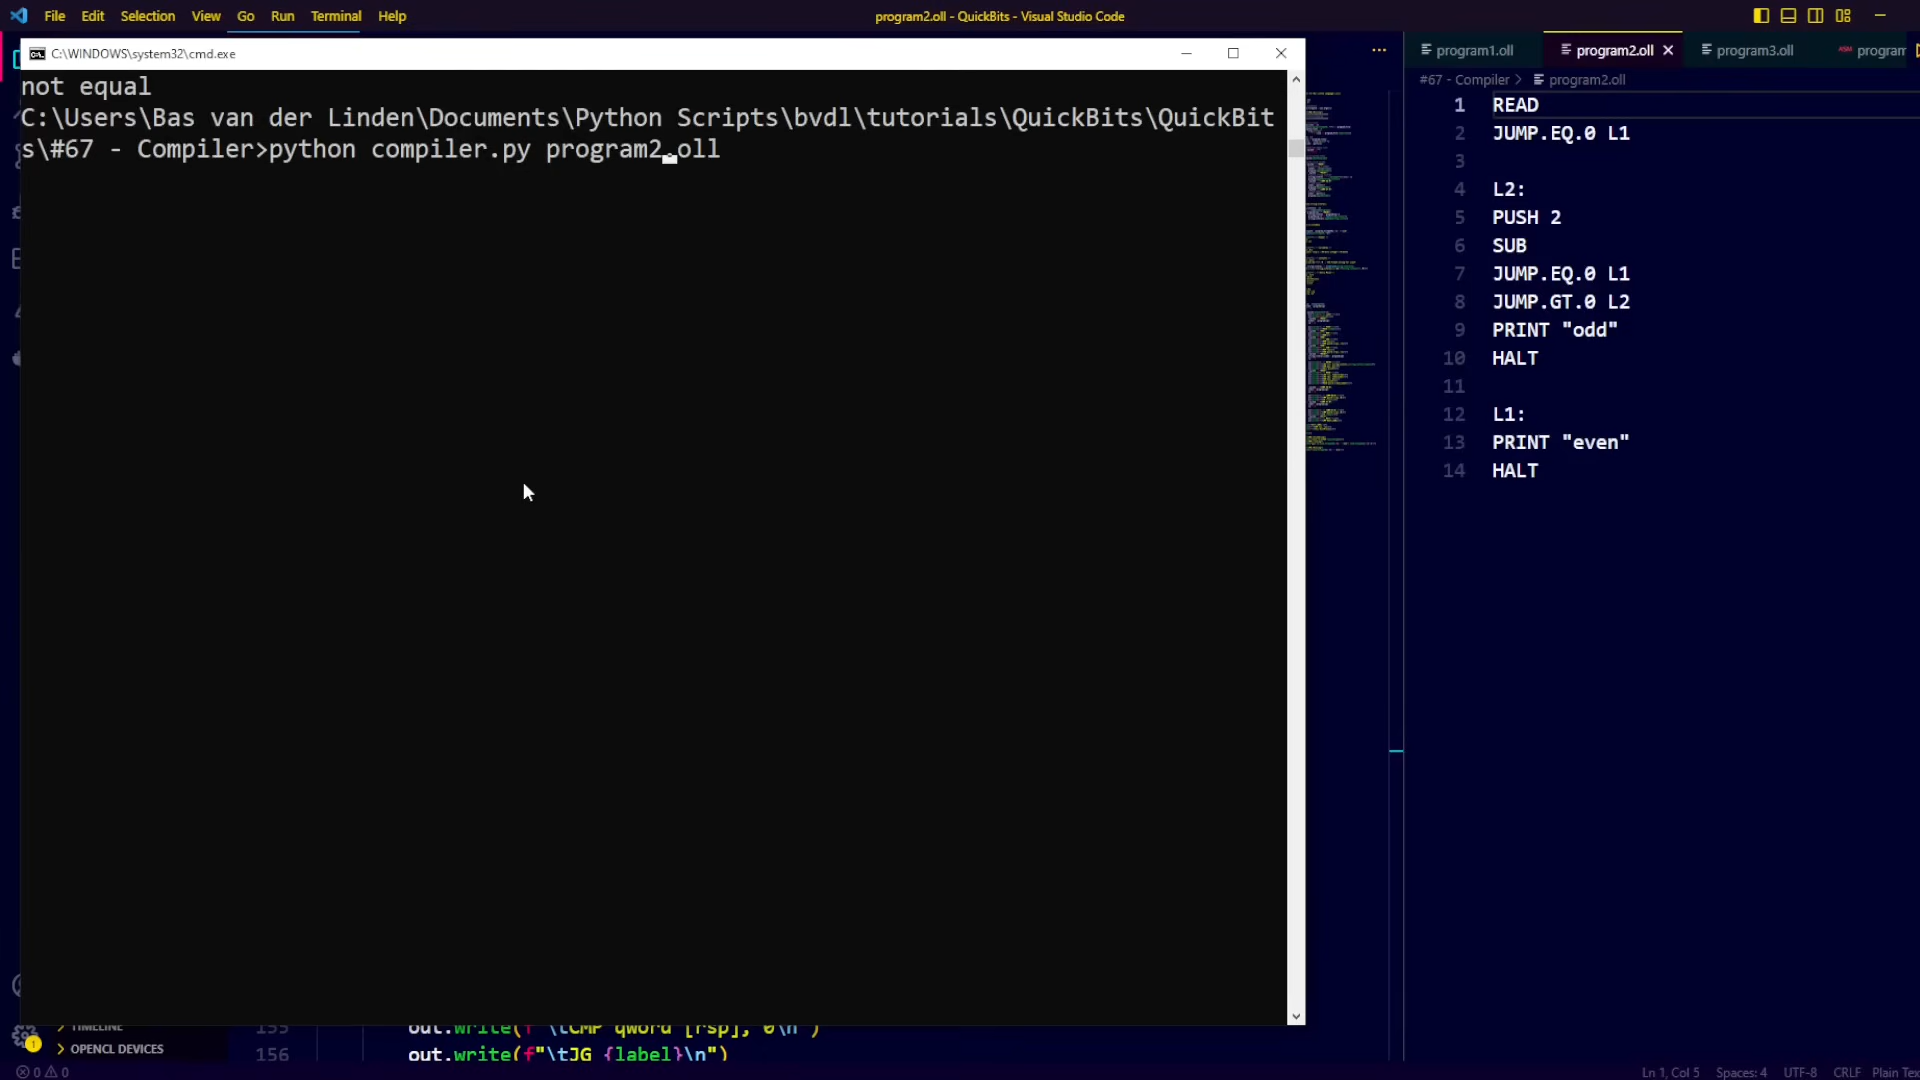 File Edit Selection View Go Run Terminal Help
program2.oll - QuickBits - Visual Studio Code
C:\WINDOWS\system32\cmd.exe
not equal
C:\Users\Bas van der Linden\Documents\Python Scripts\bvdl\tutorials\QuickBits\QuickBit
s\#67 - Compiler>python compiler.py program2.oll
program1.oll program2.oll program3.oll program
#67 - Compiler > program2.oll
1 READ
2 JUMP.EQ.0 L1
3
4 L2:
5 PUSH 2
6 SUB
7 JUMP.EQ.0 L1
8 JUMP.GT.0 L2
9 PRINT "odd"
10 HALT
11
12 L1:
13 PRINT "even"
14 HALT
TIMELINE
OPENCL DEVICES
1
155 out.write(f"\tCMP qword [rsp], 0\n")
156 out.write(f"\tJG {label}\n")
0 0
Ln 1, Col 5 Spaces: 4 UTF-8 CRLF Plain Tex